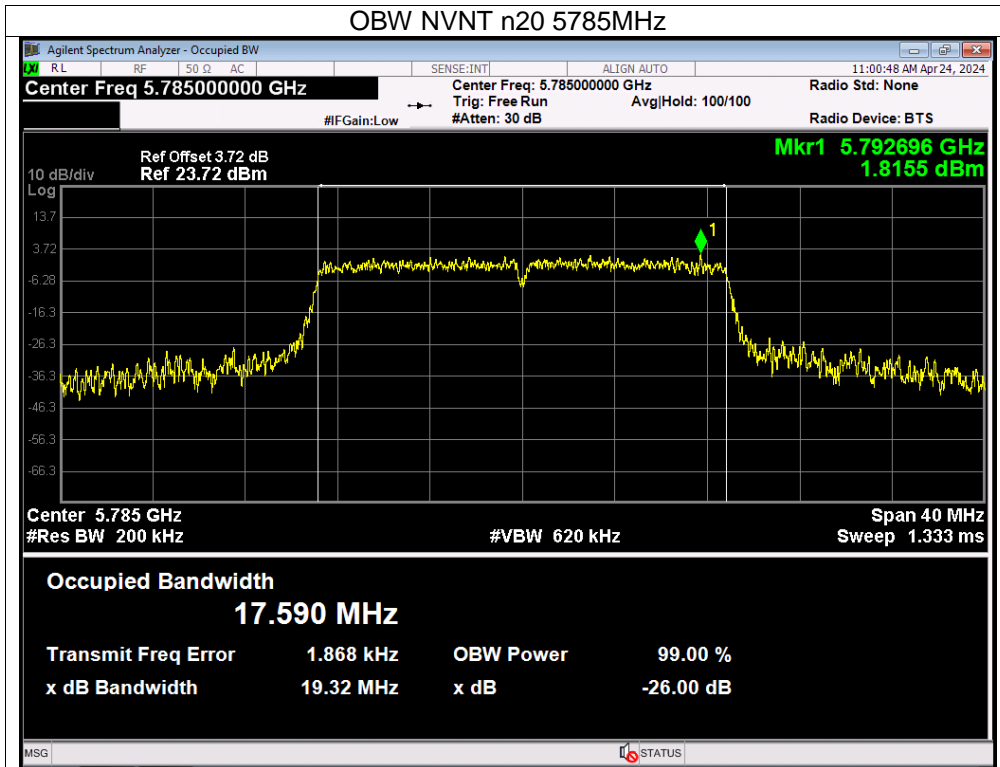 OBW NVNT n20 5785MHz
Agilent Spectrum Analyzer - Occupied BW
LXI RL RF 50 Ω AC SENSE:INT ALIGN AUTO 11:00:48 AM Apr 24, 2024
Center Freq 5.785000000 GHz Center Freq: 5.785000000 GHz Radio Std: None
Trig: Free Run Avg|Hold: 100/100
#IFGain:Low #Atten: 30 dB Radio Device: BTS
Mkr1 5.792696 GHz
1.8155 dBm
Ref Offset 3.72 dB
10 dB/div Ref 23.72 dBm
Log
13.7
1
3.72
-6.28
-16.3
-26.3
-36.3
-46.3
-56.3
-66.3
Center 5.785 GHz Span 40 MHz
#Res BW 200 kHz #VBW 620 kHz Sweep 1.333 ms
Occupied Bandwidth
17.590 MHz
Transmit Freq Error 1.868 kHz OBW Power 99.00 %
x dB Bandwidth 19.32 MHz x dB -26.00 dB
MSG STATUS